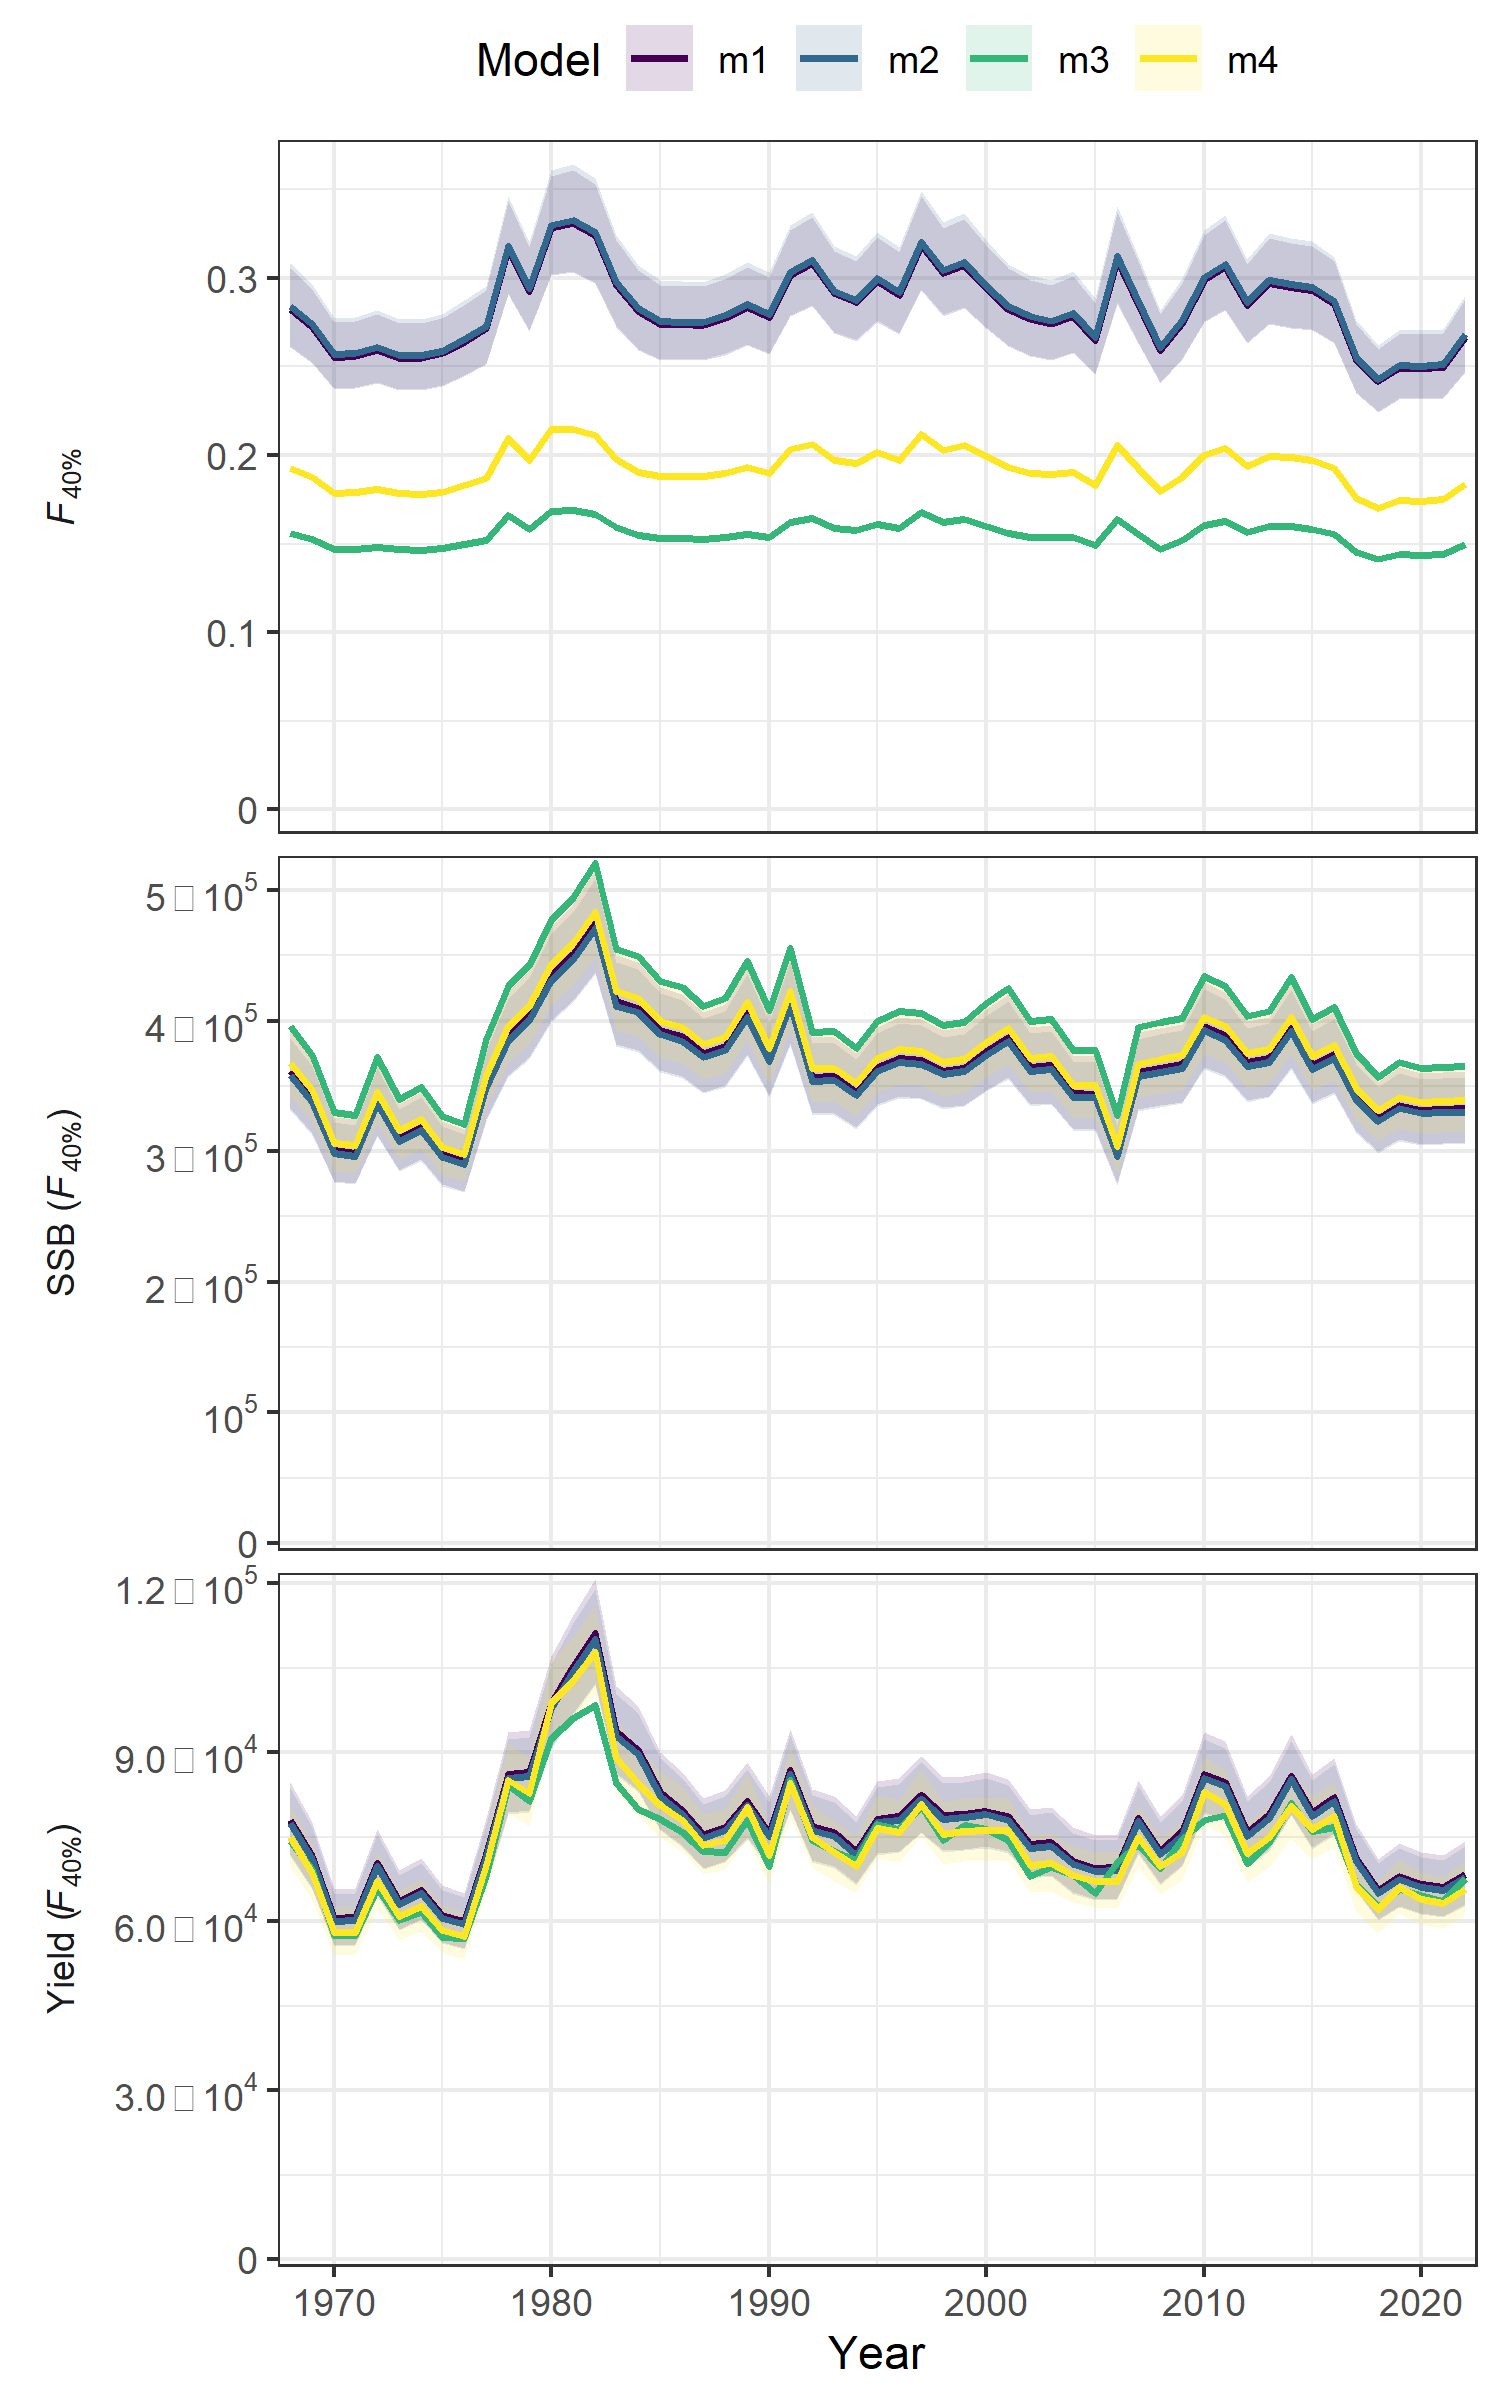 Model m1 m2 m3 m4
F40%
0.3
0.2
0.1
0
SSB (F40%)
5 □ 10^5
4 □ 10^5
3 □ 10^5
2 □ 10^5
10^5
0
Yield (F40%)
1.2 □ 10^5
9.0 □ 10^4
6.0 □ 10^4
3.0 □ 10^4
0
1970 1980 1990 2000 2010 2020
Year